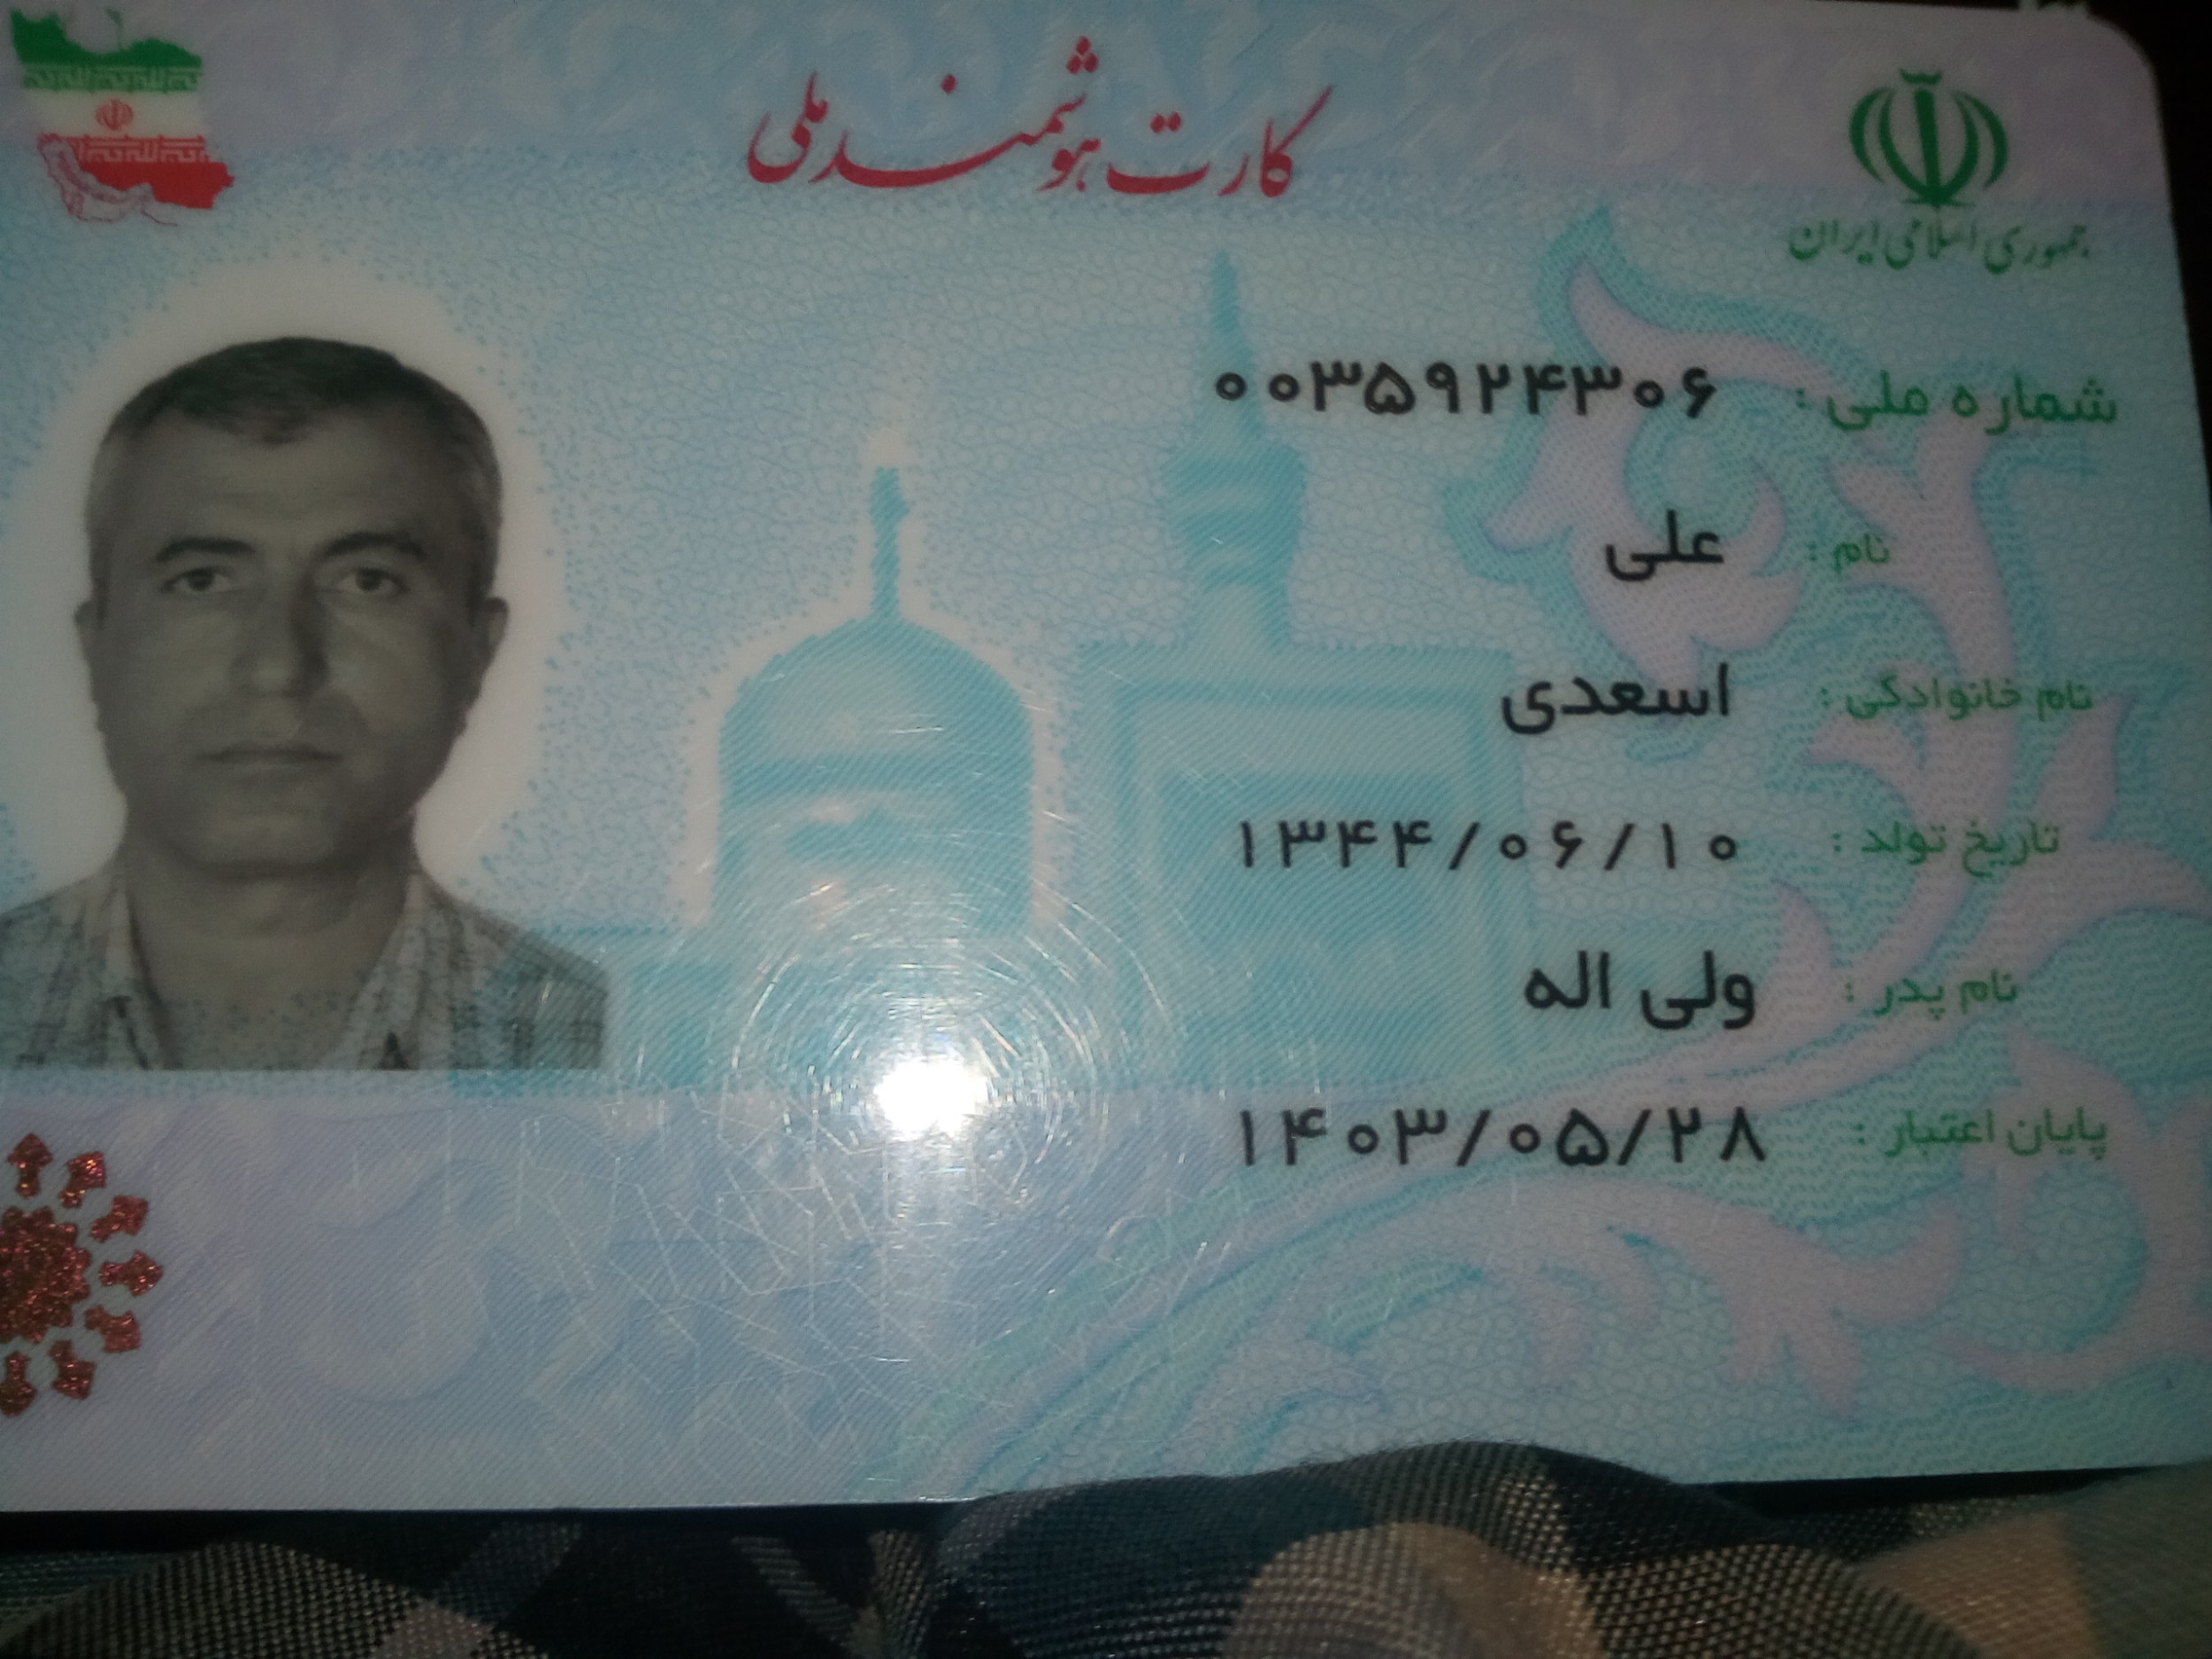 کارت هوشمند ملی
جمهوری اسلامی ایران
شماره ملی : ۰۰۳۵۹۲۴۳۰۶
نام : علی
نام خانوادگی : اسعدی
تاریخ تولد : ۱۳۴۴/۰۶/۱۰
نام پدر : ولی اله
پایان اعتبار : ۱۴۰۳/۰۵/۲۸